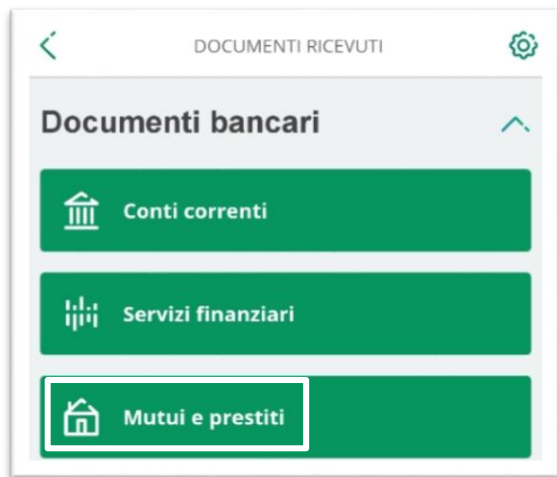 DOCUMENTI RICEVUTI
Documenti bancari
Conti correnti
Servizi finanziari
Mutui e prestiti